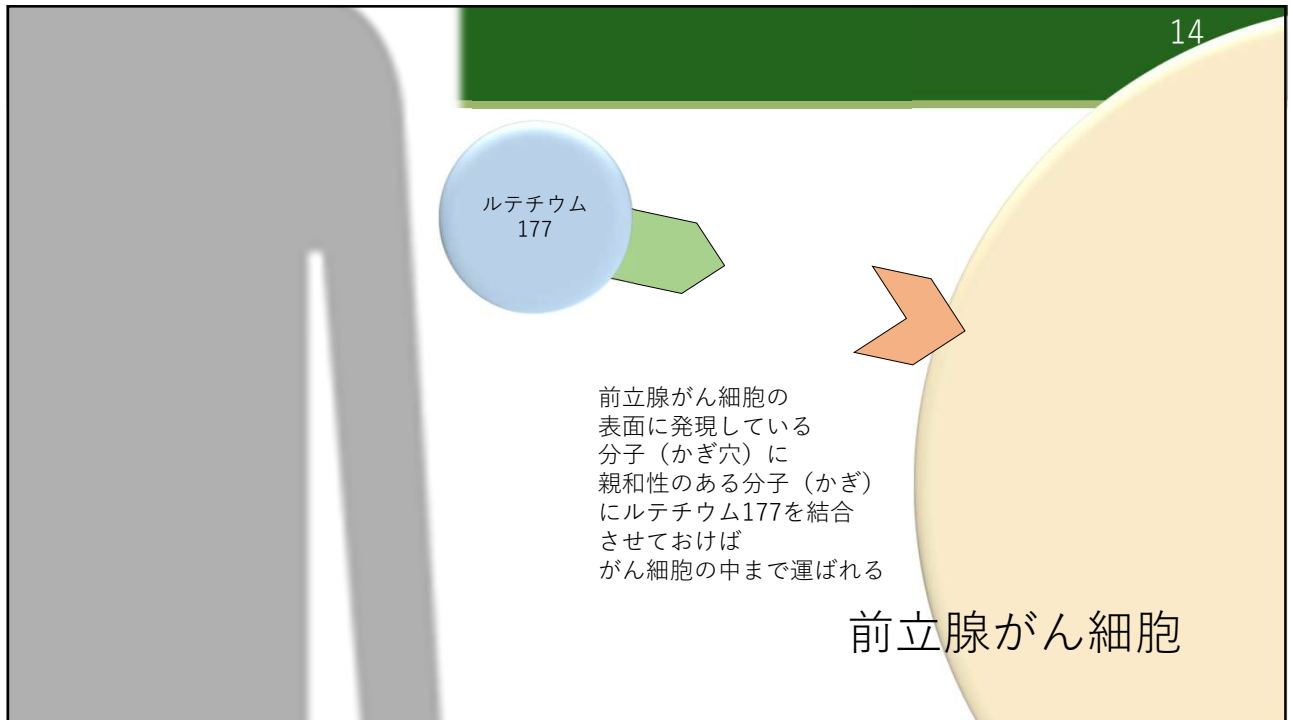 14
ルテチウム
177
前立腺がん細胞の
表面に発現している
分子（かぎ穴）に
親和性のある分子（かぎ）
にルテチウム177を結合
させておけば
がん細胞の中まで運ばれる
前立腺がん細胞